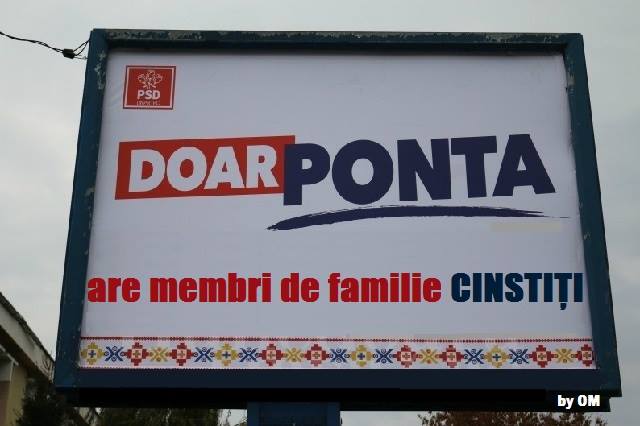 PSD
DOAR PONTA
are membri de familie CINSTIȚI
by OM